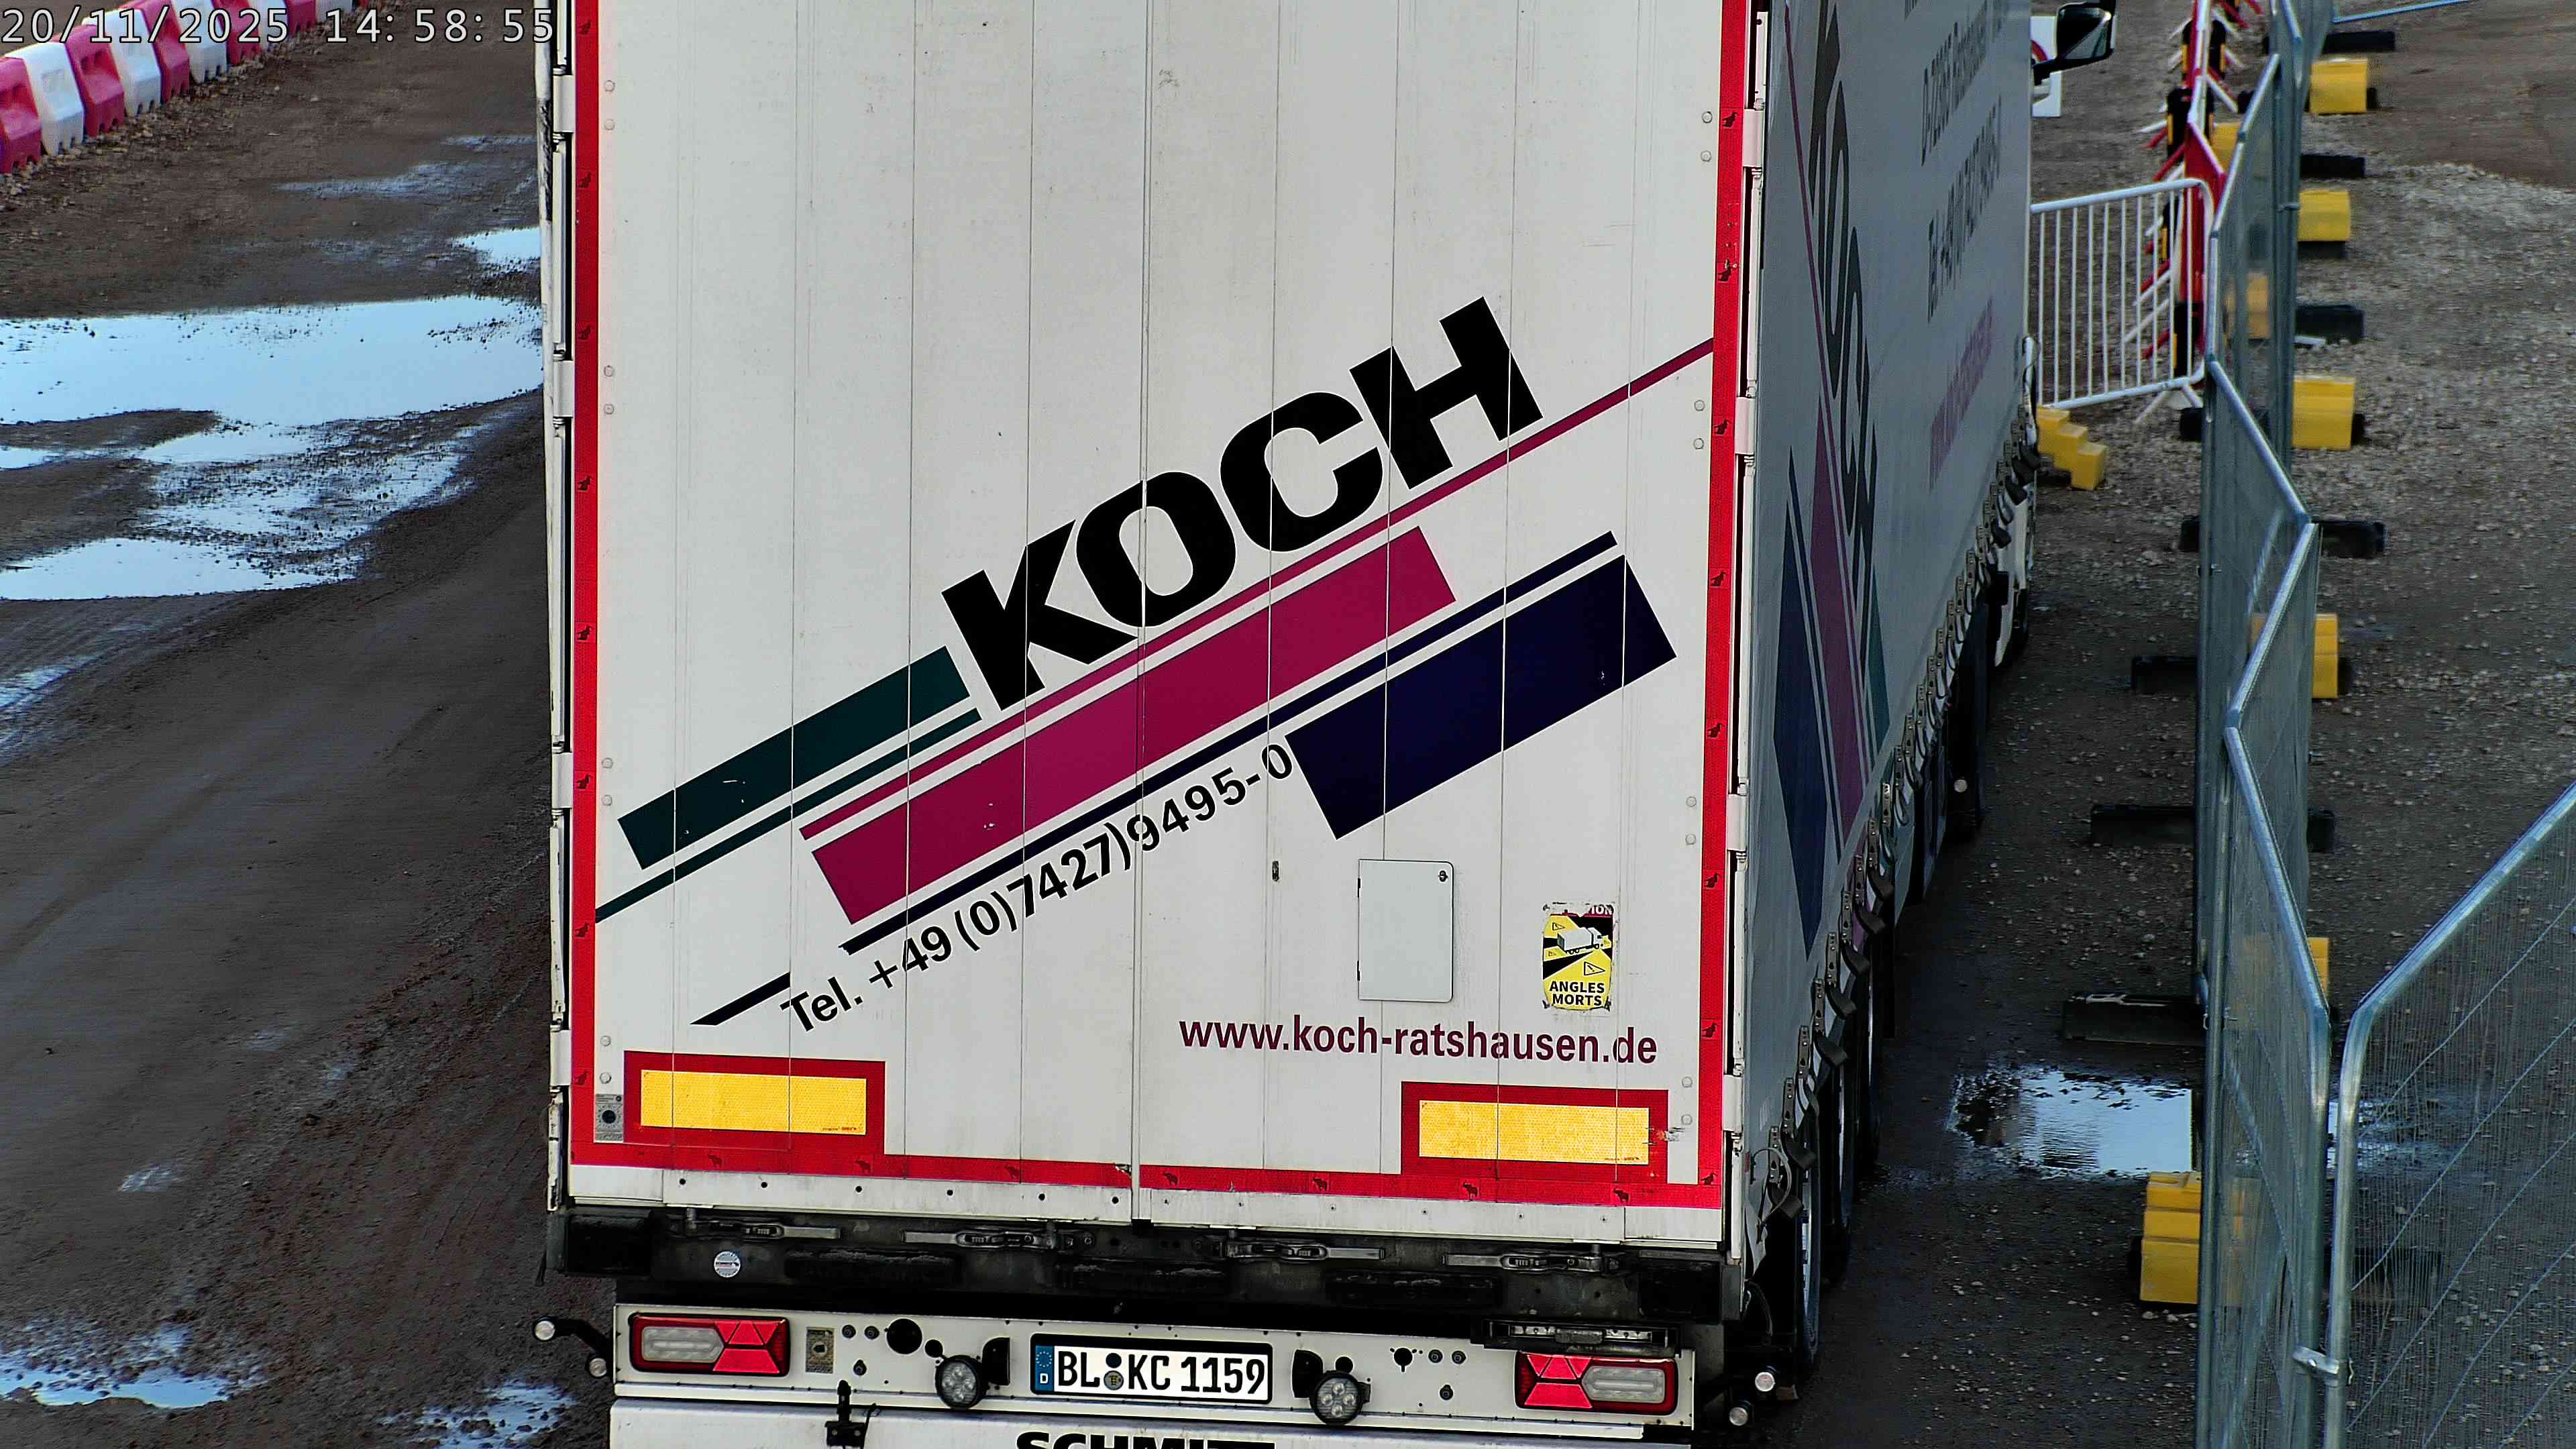 20/11/2025 14:58:55
KOCH
Tel. +49 (0)7427)9495-0
ANGLES
MORTS
www.koch-ratshausen.de
D
BL KC 1159
KOCH